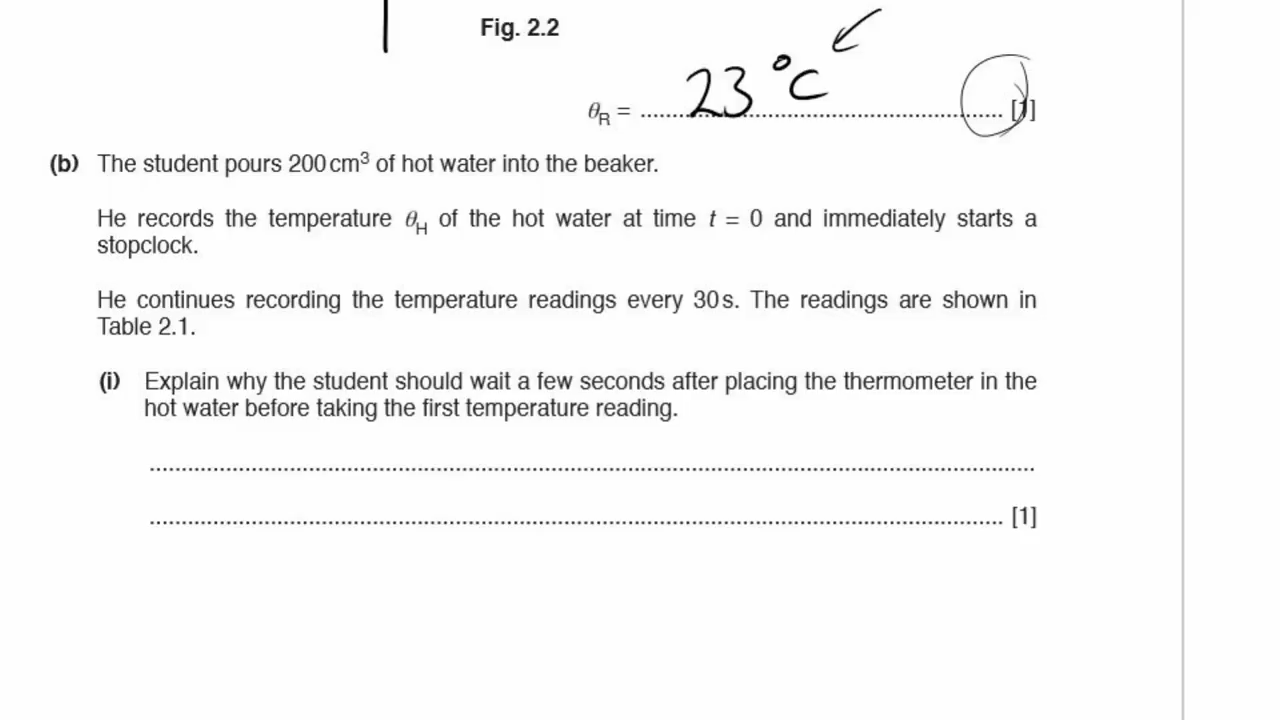 Fig. 2.2
θR = 23 °C [1]
(b) The student pours 200 cm³ of hot water into the beaker.
He records the temperature θH of the hot water at time t = 0 and immediately starts a
stopclock.
He continues recording the temperature readings every 30 s. The readings are shown in
Table 2.1.
(i) Explain why the student should wait a few seconds after placing the thermometer in the
hot water before taking the first temperature reading.
[1]